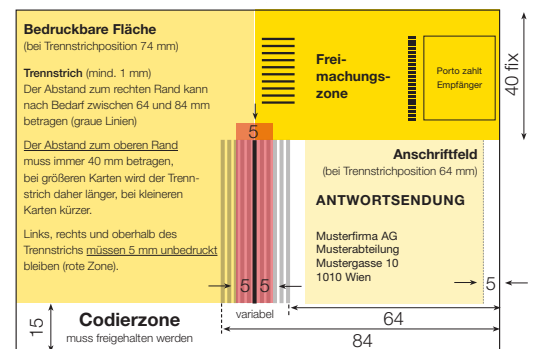 Bedruckbare Fläche
(bei Trennstrichposition 74 mm)
Trennstrich (mind. 1 mm)
Der Abstand zum rechten Rand kann
nach Bedarf zwischen 64 und 84 mm
betragen (graue Linien)
Der Abstand zum oberen Rand
muss immer 40 mm betragen,
bei größeren Karten wird der Trenn-
strich daher länger, bei kleineren
Karten kürzer.
Links, rechts und oberhalb des
Trennstrichs müssen 5 mm unbedruckt
bleiben (rote Zone).
Frei-
machungs-
zone
Porto zahlt
Empfänger
40 fix
5
Anschriftfeld
(bei Trennstrichposition 64 mm)
ANTWORTSENDUNG
Musterfirma AG
Musterabteilung
Mustergasse 10
1010 Wien
5 5
5
15
Codierzone
muss freigehalten werden
variabel
64
84